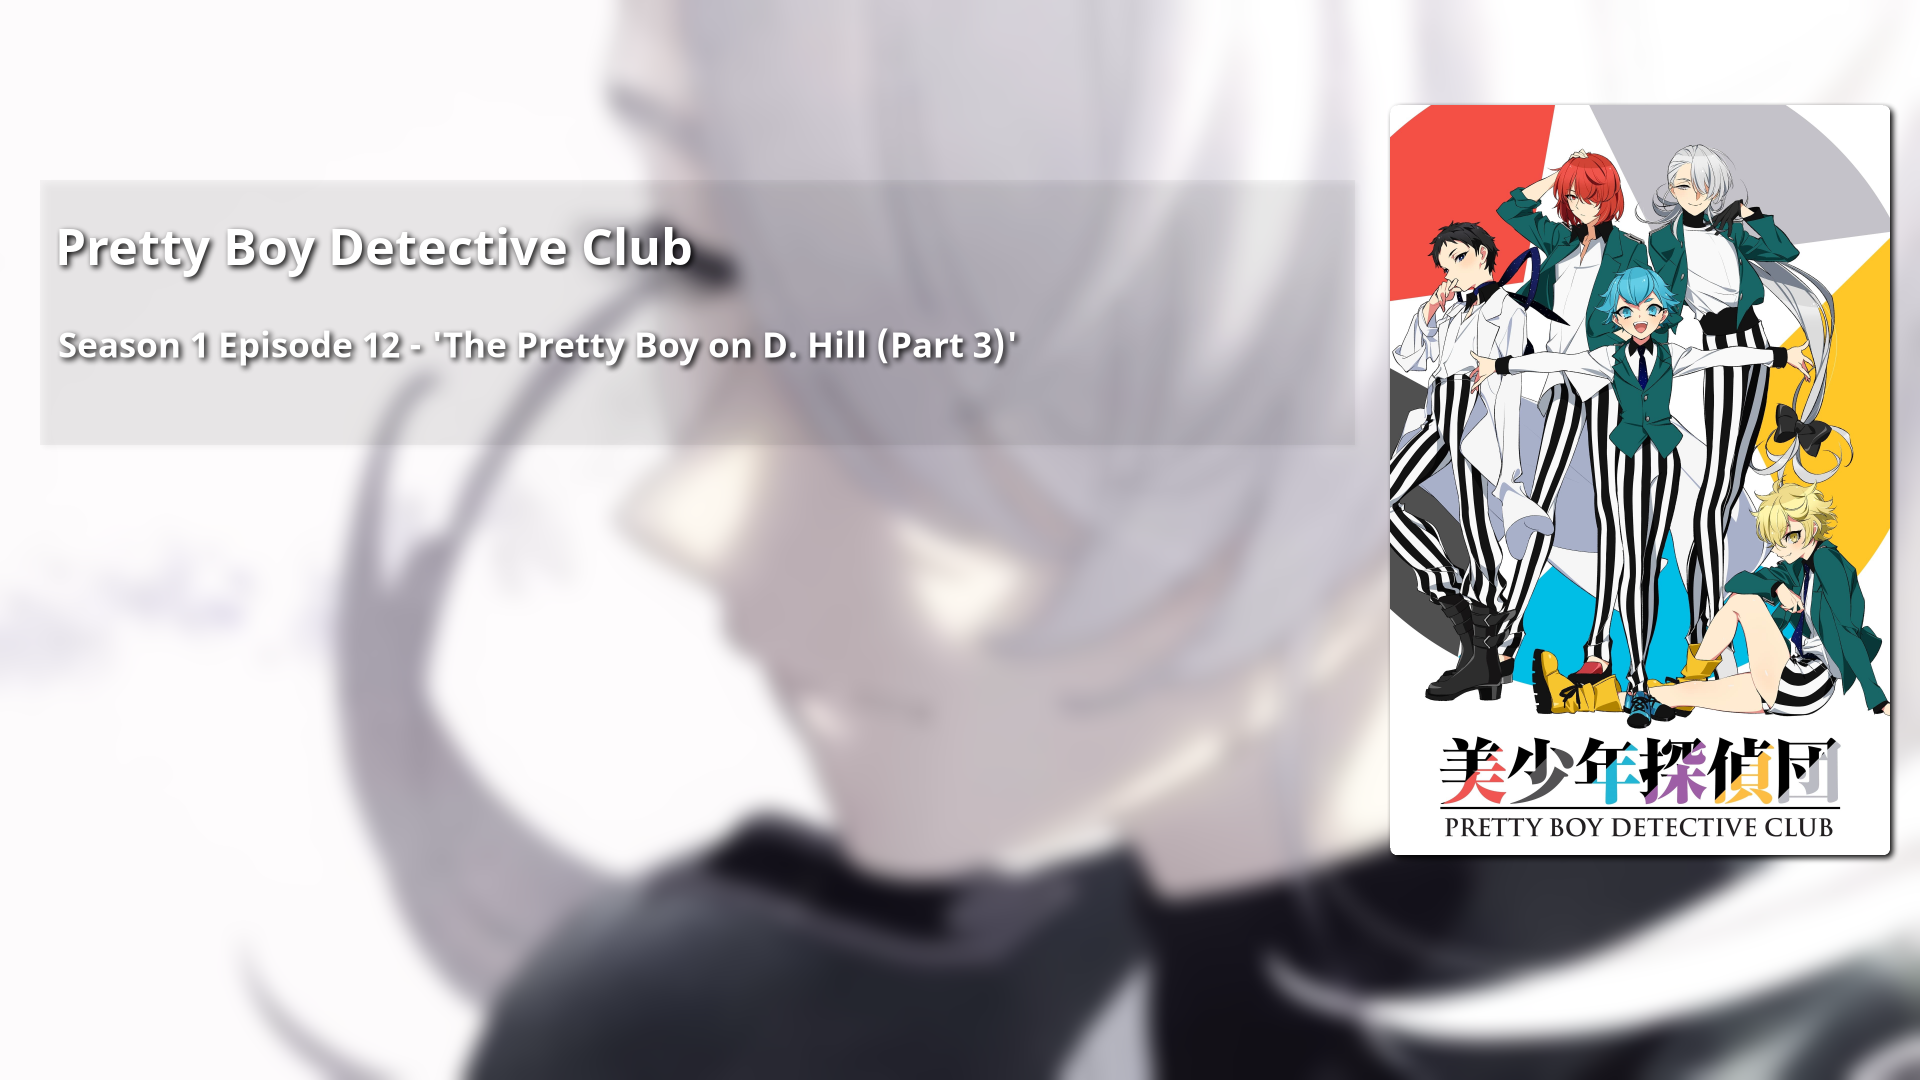 Pretty Boy Detective Club
Season 1 Episode 12 - 'The Pretty Boy on D. Hill (Part 3)'
美少年探偵団
PRETTY BOY DETECTIVE CLUB